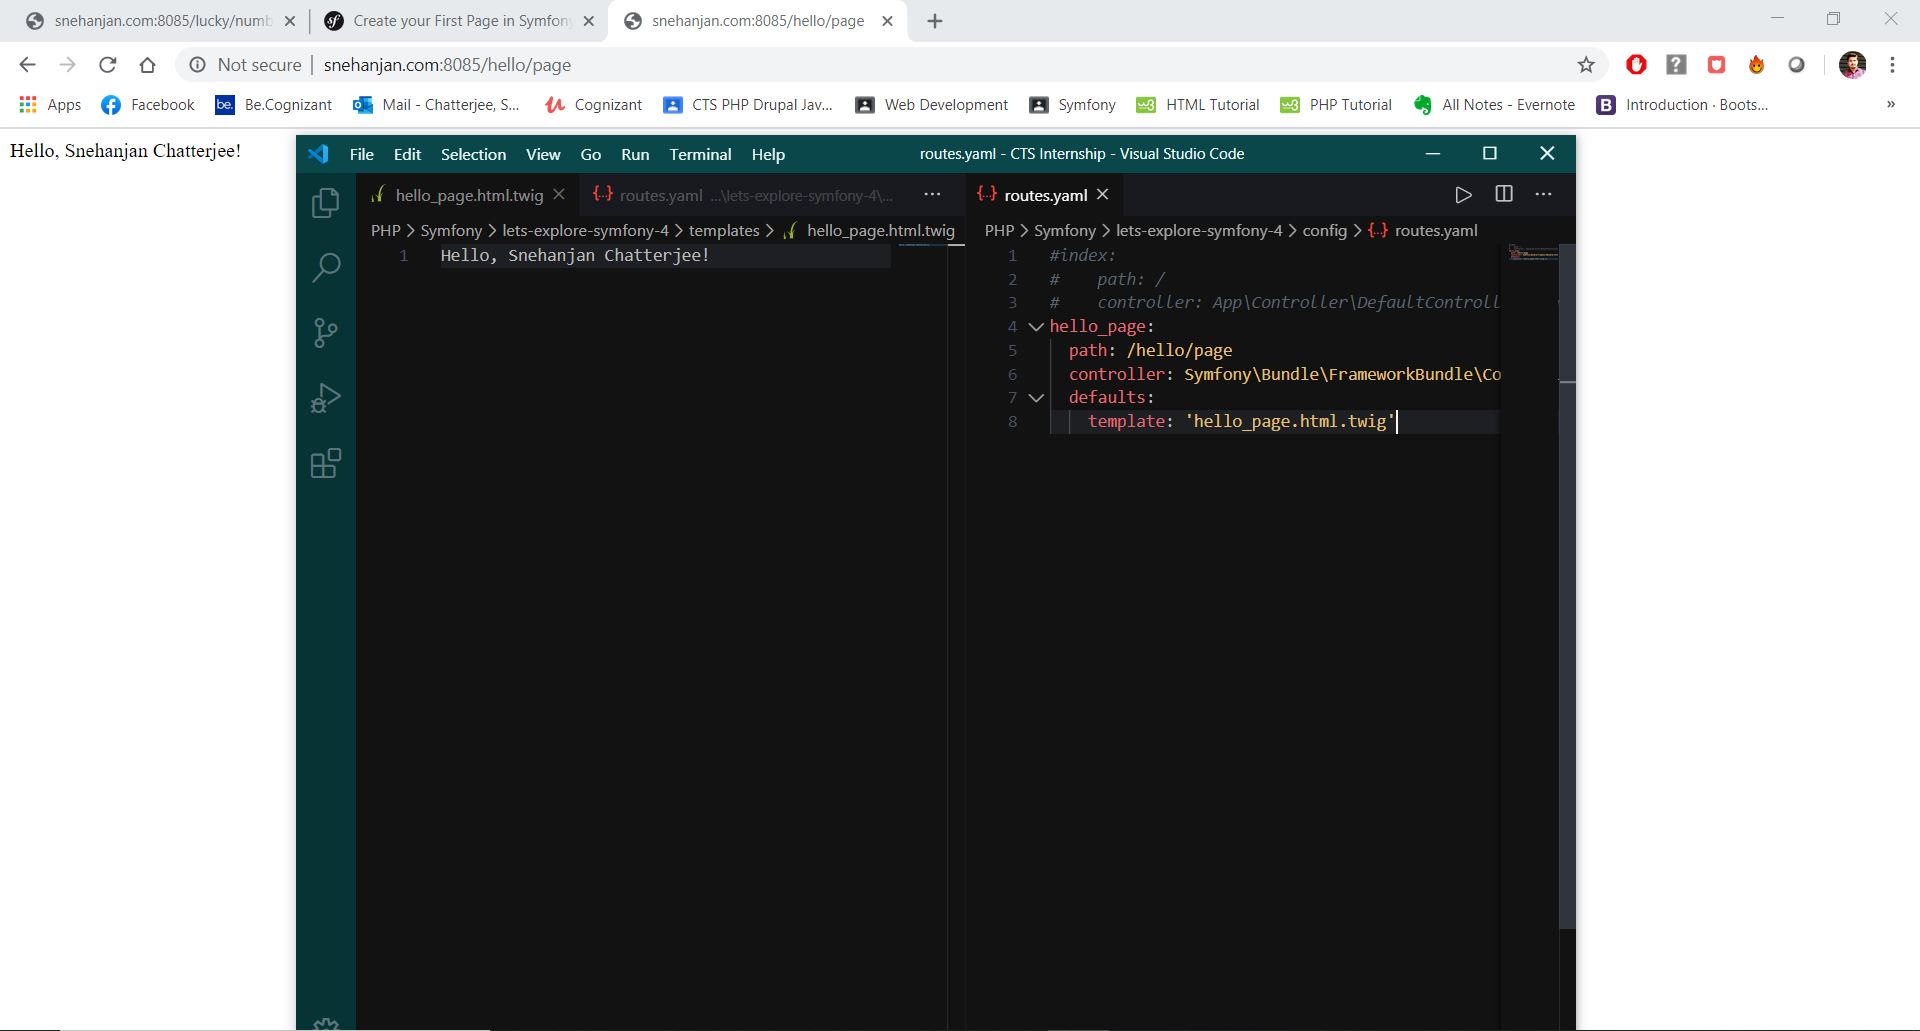 snehanjan.com:8085/lucky/numb
Create your First Page in Symfony
snehanjan.com:8085/hello/page
Not secure | snehanjan.com:8085/hello/page
Apps Facebook be. Be.Cognizant Mail - Chatterjee, S... Cognizant CTS PHP Drupal Jav... Web Development Symfony HTML Tutorial PHP Tutorial All Notes - Evernote B Introduction · Boots... »
Hello, Snehanjan Chatterjee!
File Edit Selection View Go Run Terminal Help
routes.yaml - CTS Internship - Visual Studio Code
hello_page.html.twig
routes.yaml ...\lets-explore-symfony-4\...
PHP > Symfony > lets-explore-symfony-4 > templates > hello_page.html.twig
1 Hello, Snehanjan Chatterjee!
{..} routes.yaml
PHP > Symfony > lets-explore-symfony-4 > config > {..} routes.yaml
1 #index:
2 # path: /
3 # controller: App\Controller\DefaultControll
4 hello_page:
5 path: /hello/page
6 controller: Symfony\Bundle\FrameworkBundle\Co
7 defaults:
8 template: 'hello_page.html.twig'